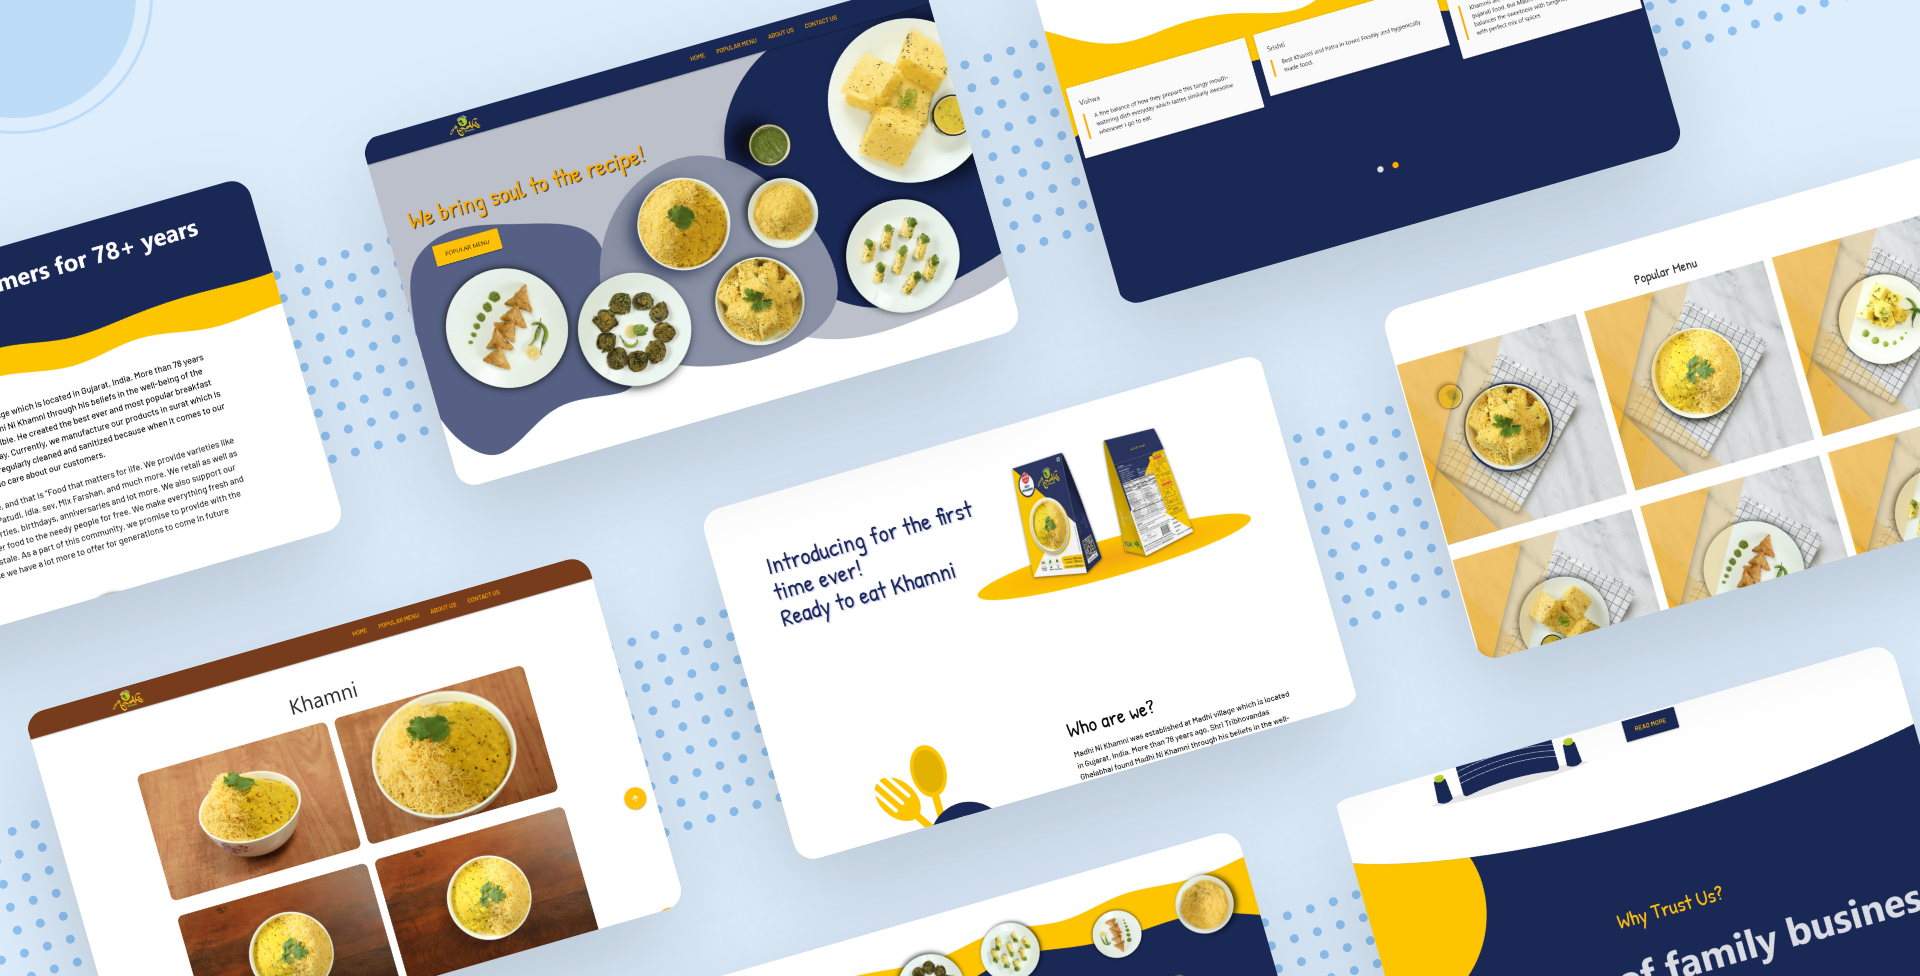 HOME POPULAR MENU ABOUT US CONTACT US
We bring soul to the recipe!
POPULAR MENU
Vishwa
A fine balance of how they prepare this tangy mouth-
watering dish everyday which tastes similarly awesome
whenever i go to eat.
Srishti
Best Khamni and Patra in town! Freshly and hygienically
made food.
gujarati food. But Madhi
balances the sweetness with
with perfect mix of spices
mers for 78+ years
ge which is located in Gujarat, India. More than 78 years
hi Ni Khamni through his beliefs in the well-being of the
ible. He created the best ever and most popular breakfast
ay. Currently, we manufacture our products in surat which is
regularly cleaned and sanitized because when it comes to our
o care about our customers.
, and that is "Food that matters for life. We provide varieties like
Patudi, Idla, sev, Mix Farshan, and much more. We retail as well as
rties, birthdays, anniversaries and lot more. We also support our
er food to the needy people for free. We make everything fresh and
stale. As a part of this community, we promise to provide with the
e we have a lot more to offer for generations to come in future
Popular Menu
Introducing for the first
time ever!
Ready to eat Khamni
Who are we?
Madhi Ni Khamni was established at Madhi village which is located
in Gujarat, India. More than 78 years ago, Shri Tribhovandas
Ghelabhai found Madhi Ni Khamni through his beliefs in the well-
HOME POPULAR MENU ABOUT US CONTACT US
Khamni
READ MORE
Why Trust Us?
of family busines